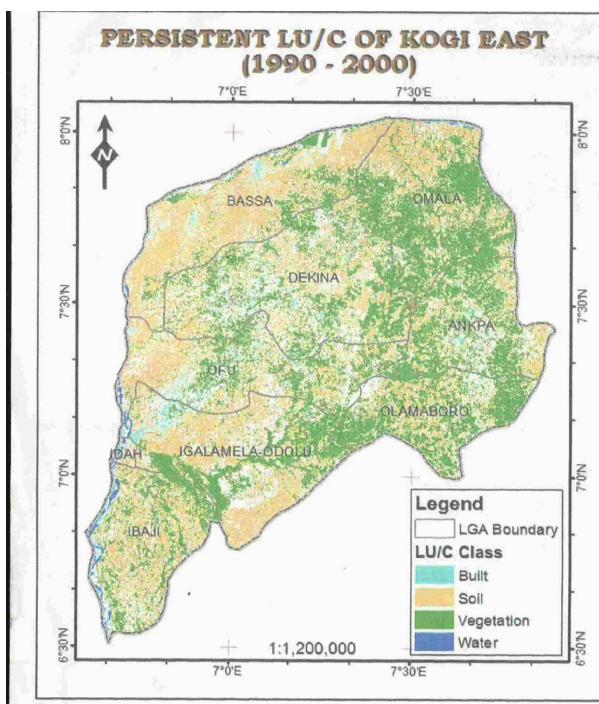 PERSISTENT LU/C OF KOGI EAST
(1990 - 2000)
7°0'E
7°30'E
8°0'N
8°0'N
N
BASSA
OMALA
DEKINA
7°30'N
7°30'N
ANKPA
OFU
OLAMABORO
IDAH
IGALAMELA-ODOLU
7°0'N
7°0'N
IBAJI
Legend
LGA Boundary
LU/C Class
Built
Soil
Vegetation
Water
1:1,200,000
6°30'N
6°30'N
7°0'E
7°30'E